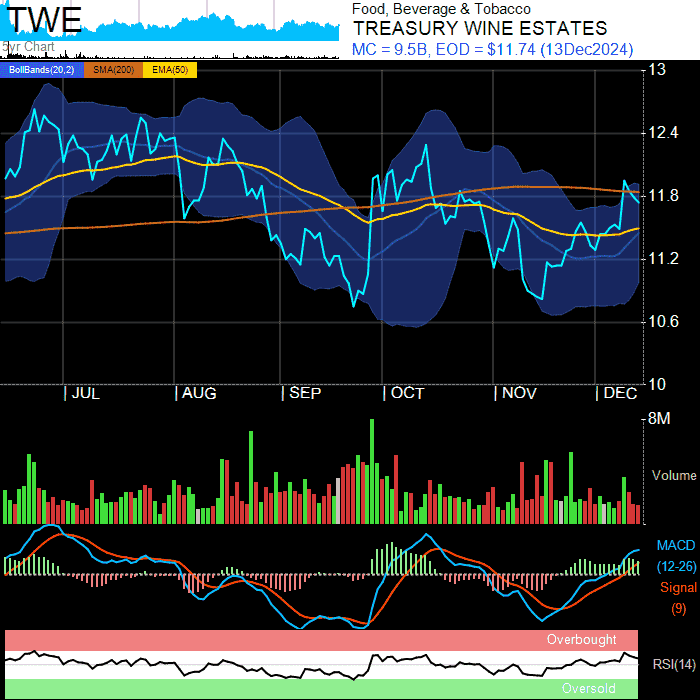 TWE
5yr Chart
Food, Beverage & Tobacco
TREASURY WINE ESTATES
MC = 9.5B, EOD = $11.74 (13Dec2024)
BollBands(20,2) SMA(200) EMA(50)
13
12.4
11.8
11.2
10.6
10
JUL AUG SEP OCT NOV DEC
8M
Volume
MACD
(12-26)
Signal
(9)
Overbought
RSI(14)
Oversold